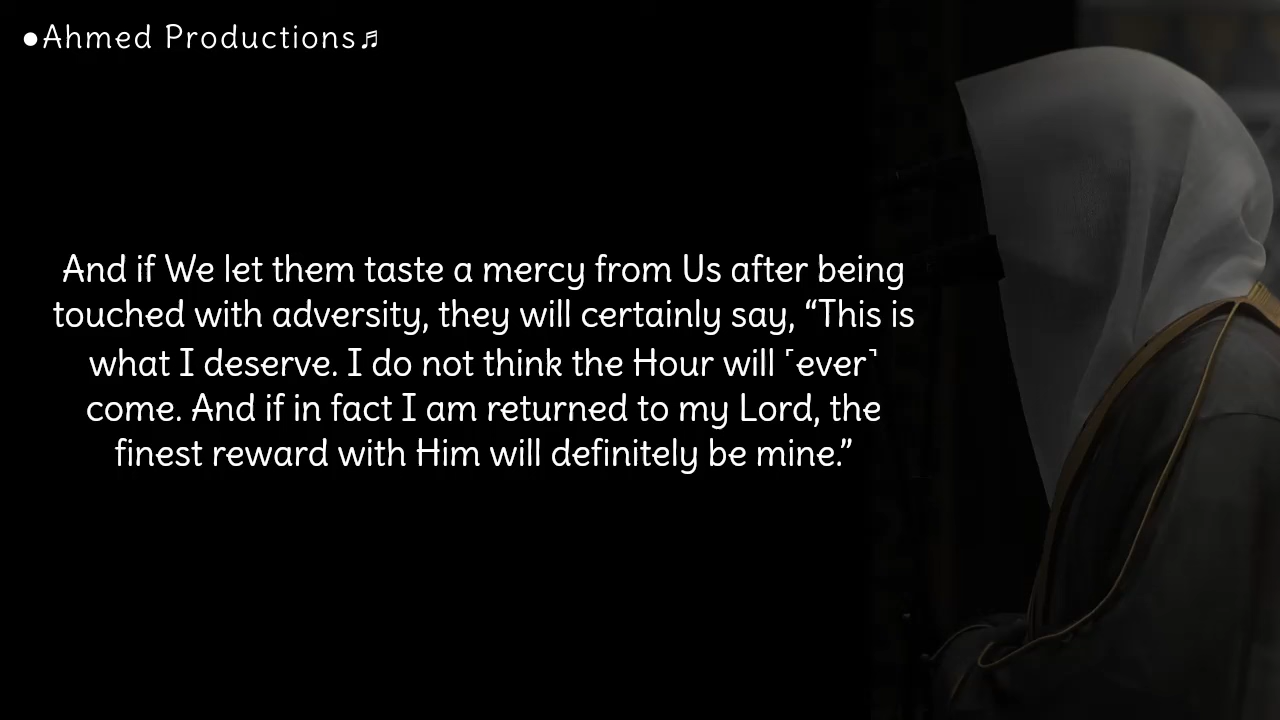 ●Ahmed Productions♬
And if We let them taste a mercy from Us after being
touched with adversity, they will certainly say, “This is
what I deserve. I do not think the Hour will ˹ever˺
come. And if in fact I am returned to my Lord, the
finest reward with Him will definitely be mine.”